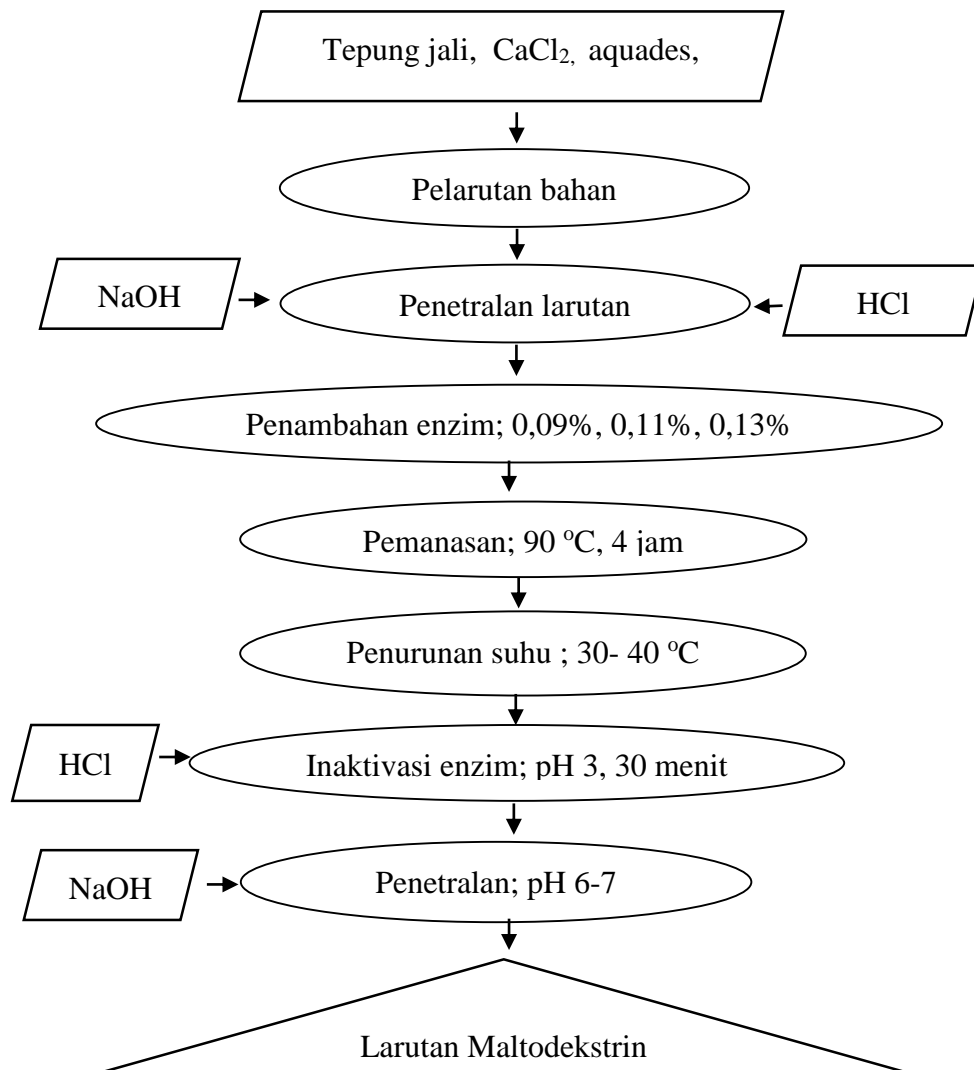 Tepung jali, CaCl₂, aquades,
Pelarutan bahan
NaOH
Penetralan larutan
HCl
Penambahan enzim; 0,09%, 0,11%, 0,13%
Pemanasan; 90 ᵒC, 4 jam
Penurunan suhu ; 30- 40 ᵒC
HCl
Inaktivasi enzim; pH 3, 30 menit
NaOH
Penetralan; pH 6-7
Larutan Maltodekstrin